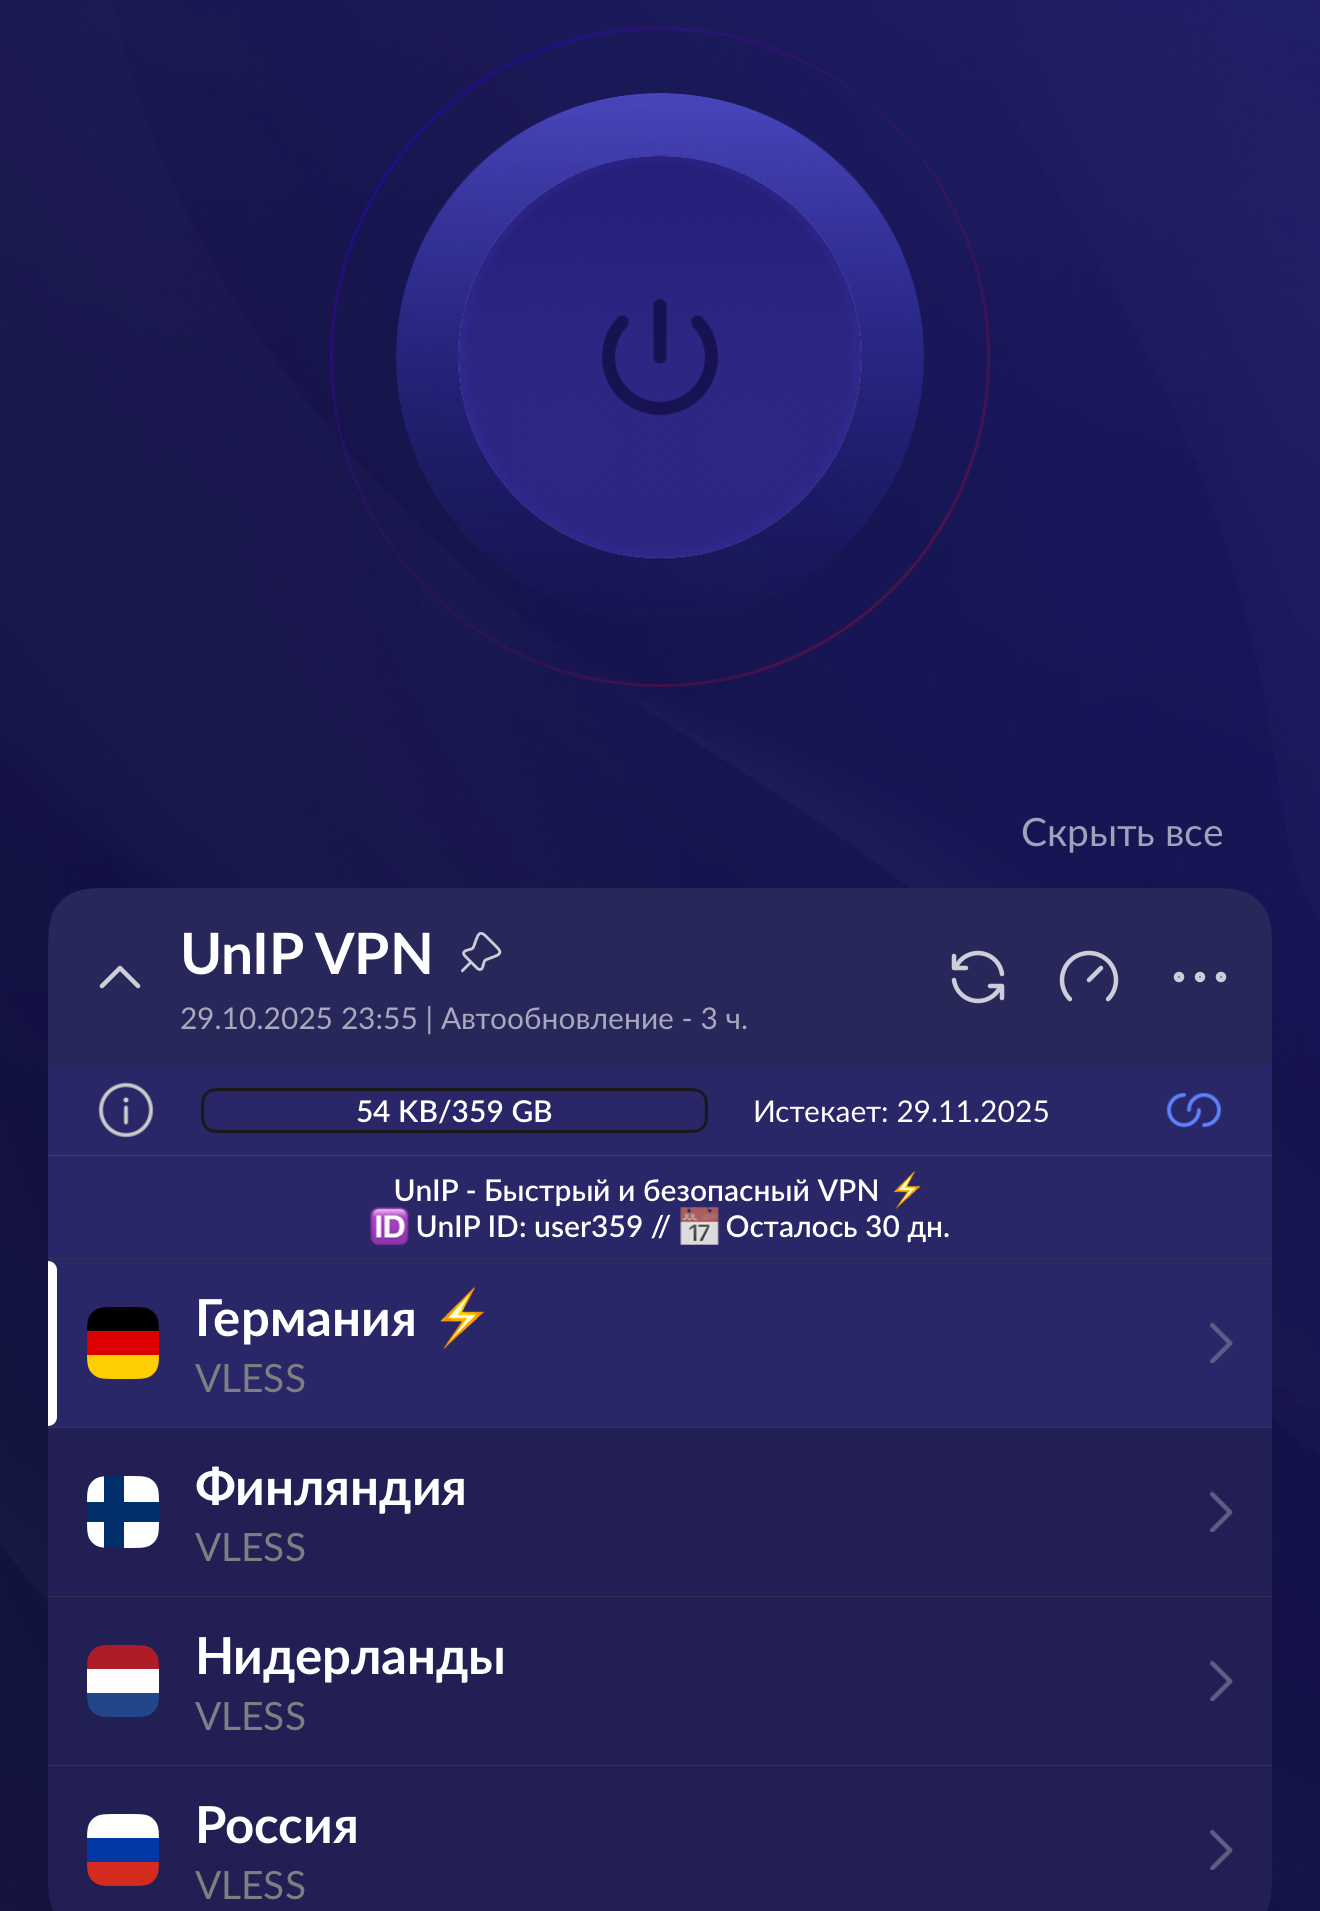 Скрыть все
UnIP VPN
29.10.2025 23:55 | Автообновление - 3 ч.
54 KB/359 GB
Истекает: 29.11.2025
UnIP - Быстрый и безопасный VPN ⚡
🆔 UnIP ID: user359 // 📅 Осталось 30 дн.
Германия ⚡
VLESS
Финляндия
VLESS
Нидерланды
VLESS
Россия
VLESS